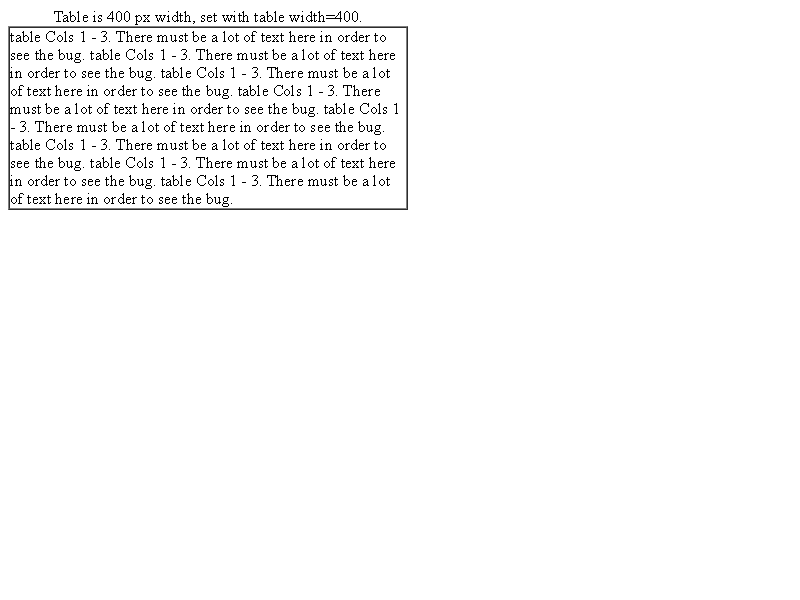 Table is 400 px width, set with table width=400.
table Cols 1 - 3. There must be a lot of text here in order to
see the bug. table Cols 1 - 3. There must be a lot of text here
in order to see the bug. table Cols 1 - 3. There must be a lot
of text here in order to see the bug. table Cols 1 - 3. There
must be a lot of text here in order to see the bug. table Cols 1
- 3. There must be a lot of text here in order to see the bug.
table Cols 1 - 3. There must be a lot of text here in order to
see the bug. table Cols 1 - 3. There must be a lot of text here
in order to see the bug. table Cols 1 - 3. There must be a lot
of text here in order to see the bug.